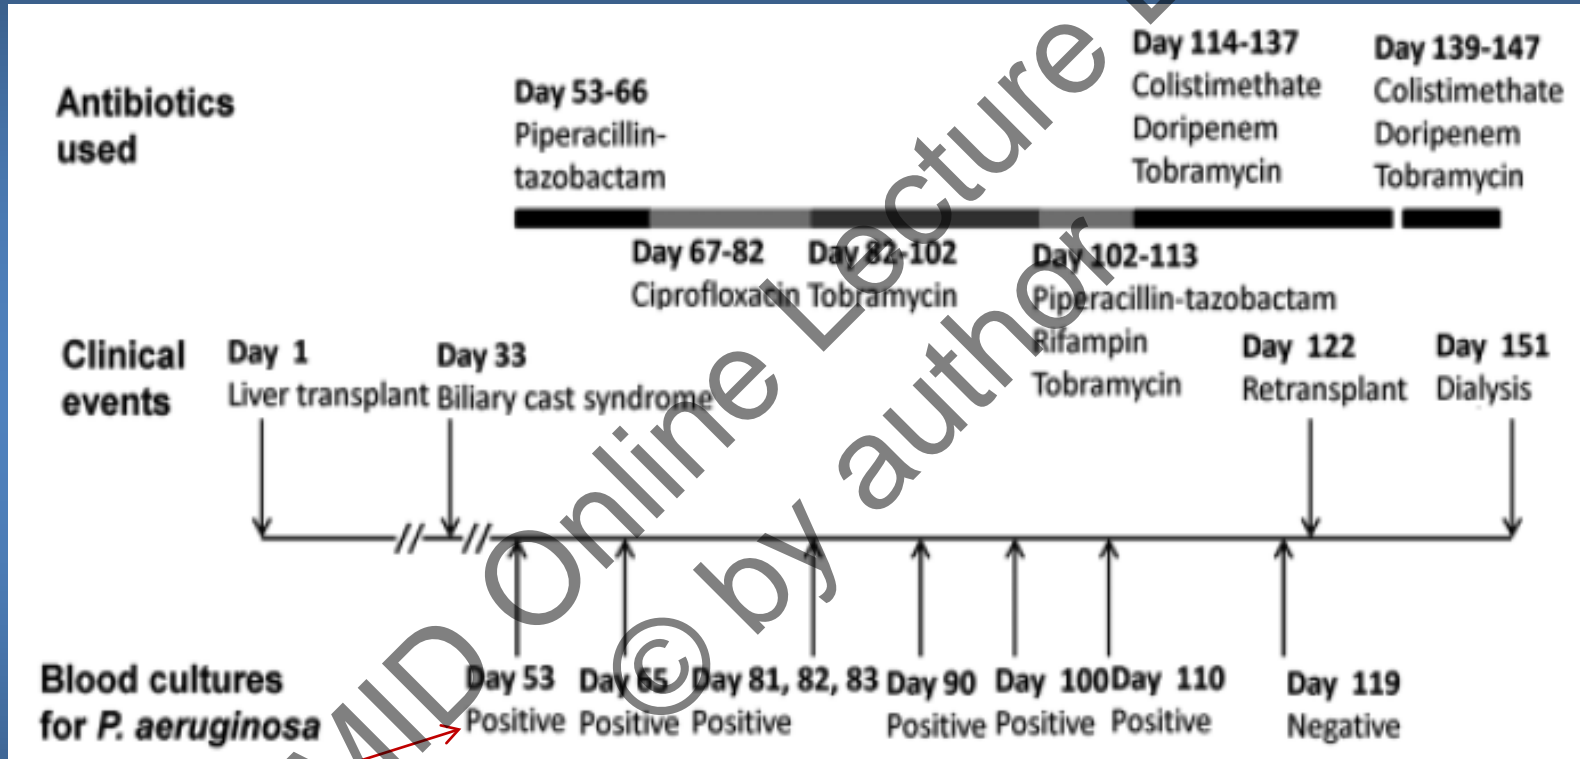 Antibiotics
used
Day 53-66
Piperacillin-
tazobactam
Day 114-137
Colistimethate
Doripenem
Tobramycin
Day 139-147
Colistimethate
Doripenem
Tobramycin
Day 67-82
Ciprofloxacin
Day 82-102
Tobramycin
Day 102-113
Piperacillin-tazobactam
Rifampin
Tobramycin
Clinical
events
Day 1
Liver transplant
Day 33
Biliary cast syndrome
Day 122
Retransplant
Day 151
Dialysis
//
//
Blood cultures
for P. aeruginosa
Day 53
Positive
Day 65
Positive
Day 81, 82, 83
Positive
Day 90
Positive
Day 100
Positive
Day 110
Positive
Day 119
Negative
MID Online Lecture
© by author